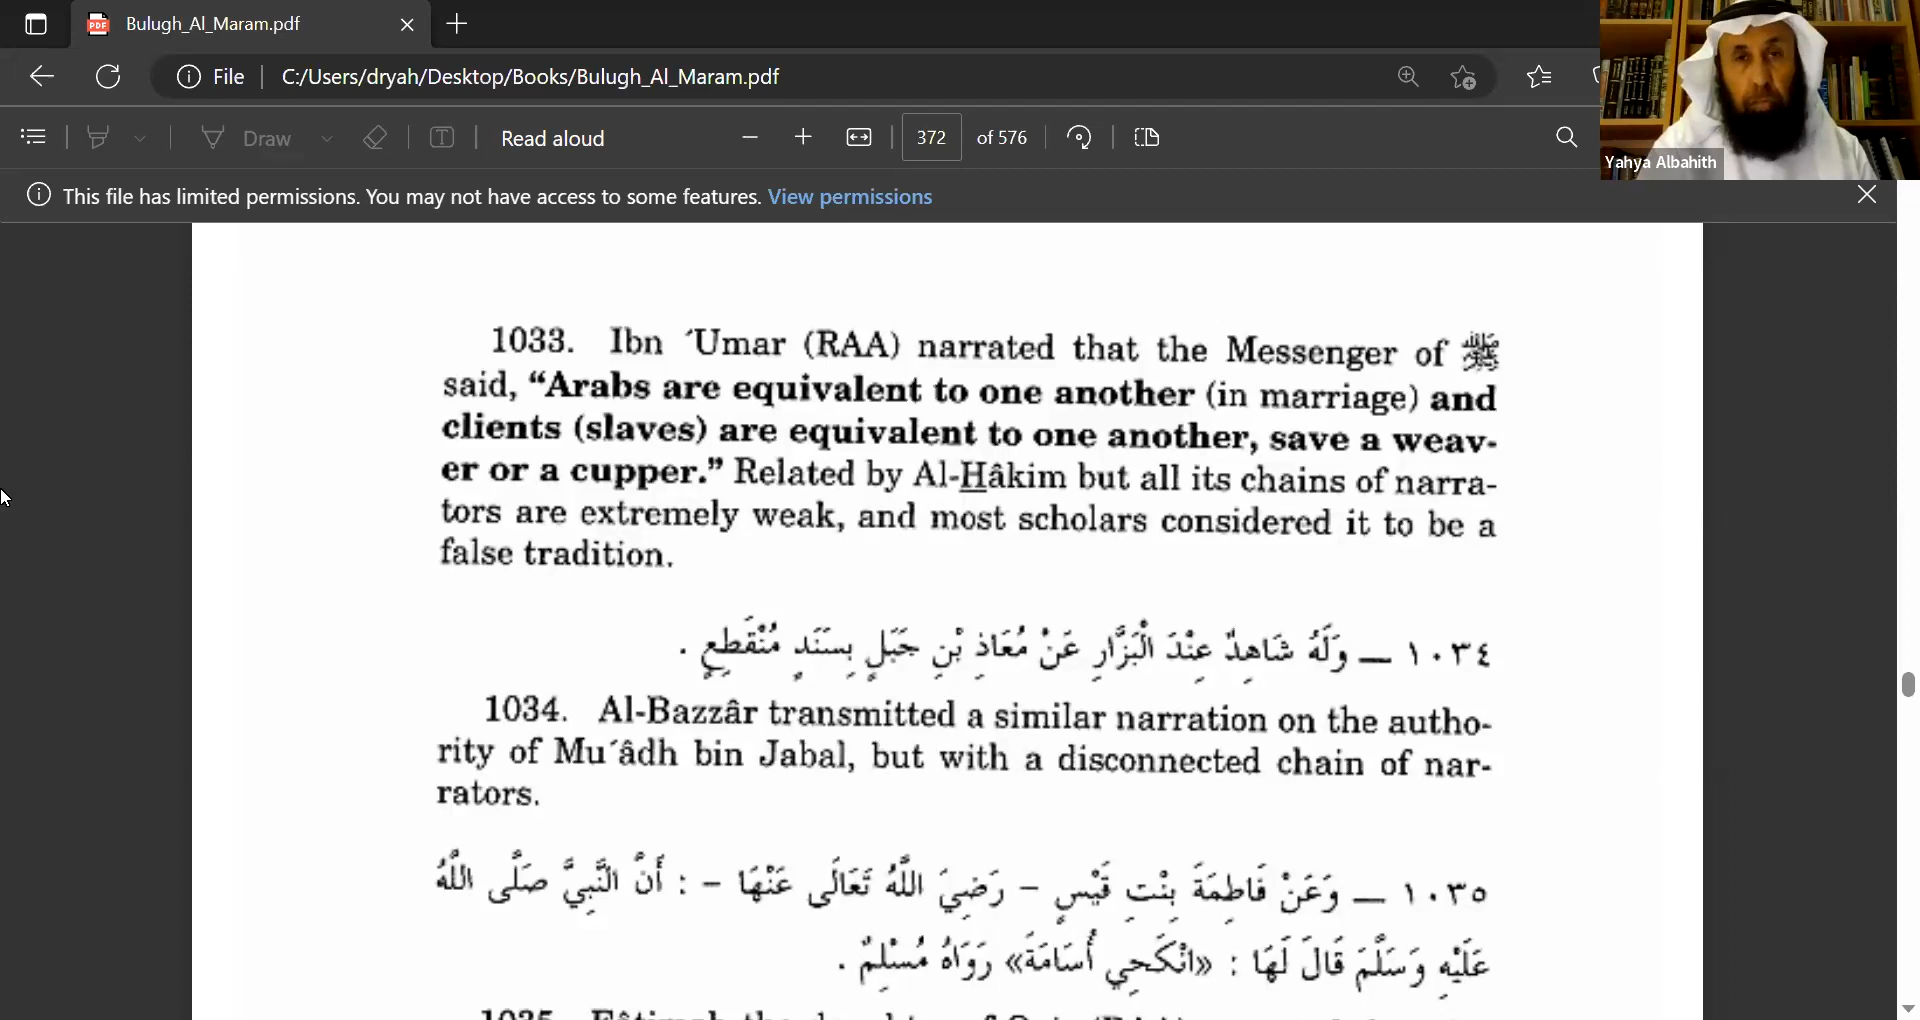 Bulugh_Al_Maram.pdf
File
C:/Users/dryah/Desktop/Books/Bulugh_Al_Maram.pdf
Draw
Read aloud
372 of 576
Yahya Albahith
This file has limited permissions. You may not have access to some features. View permissions
1033. Ibn ´Umar (RAA) narrated that the Messenger of ﷺ
said, “Arabs are equivalent to one another (in marriage) and
clients (slaves) are equivalent to one another, save a weav-
er or a cupper.” Related by Al-Hâkim but all its chains of narra-
tors are extremely weak, and most scholars considered it to be a
false tradition.
١٠٣٤ — وَلَهُ شَاهِدٌ عِنْدَ الْبَزَّارِ عَنْ مُعَاذِ بْنِ جَبَلٍ بِسَنَدٍ مُنْقَطِعٍ .
1034. Al-Bazzâr transmitted a similar narration on the autho-
rity of Mu´âdh bin Jabal, but with a disconnected chain of nar-
rators.
١٠٣٥ — وَعَنْ فَاطِمَةَ بِنْتِ قَيْسٍ – رَضِيَ اللَّهُ تَعَالَى عَنْهَا – : أَنَّ النَّبِيَّ صَلَّى اللَّهُ
عَلَيْهِ وَسَلَّمَ قَالَ لَهَا : «انْكَحِي أُسَامَةَ» رَوَاهُ مُسْلِمٌ .